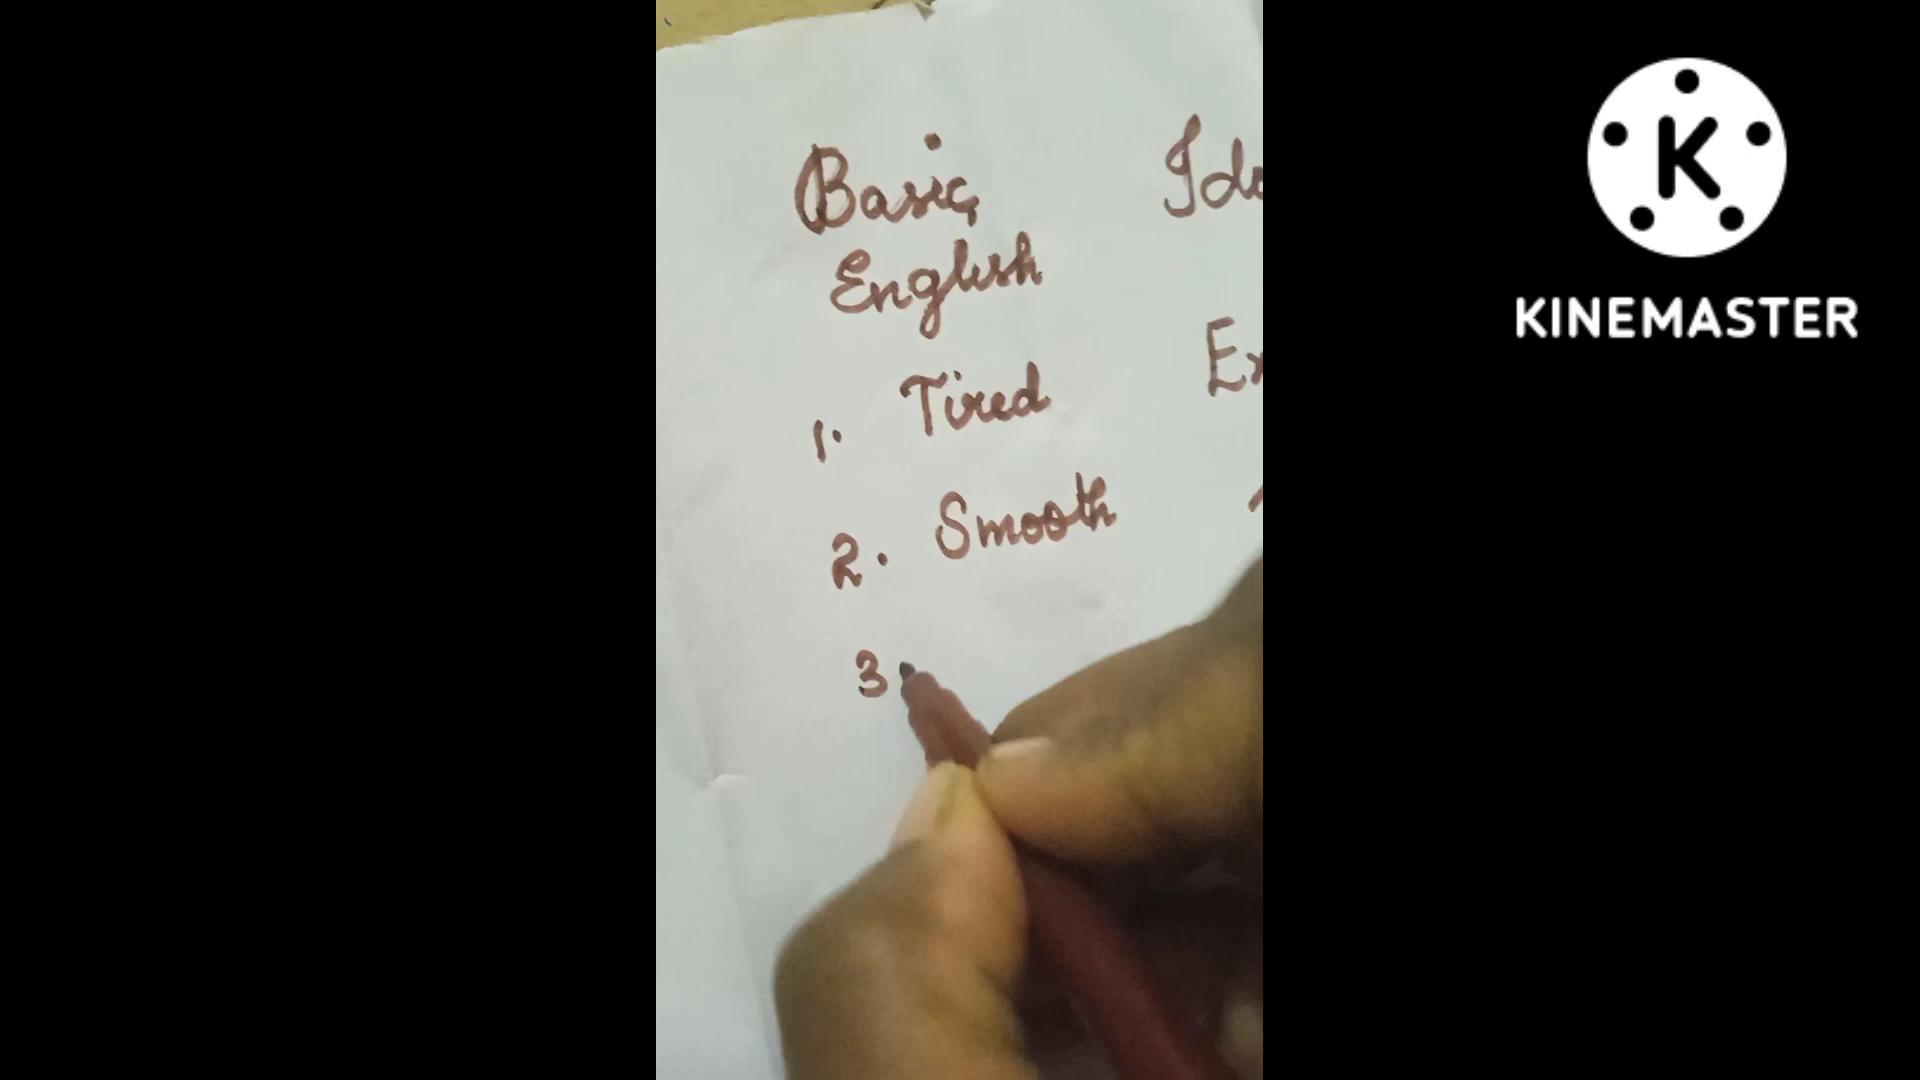 Basic
English
1. Tired
2. Smooth
3
KINEMASTER